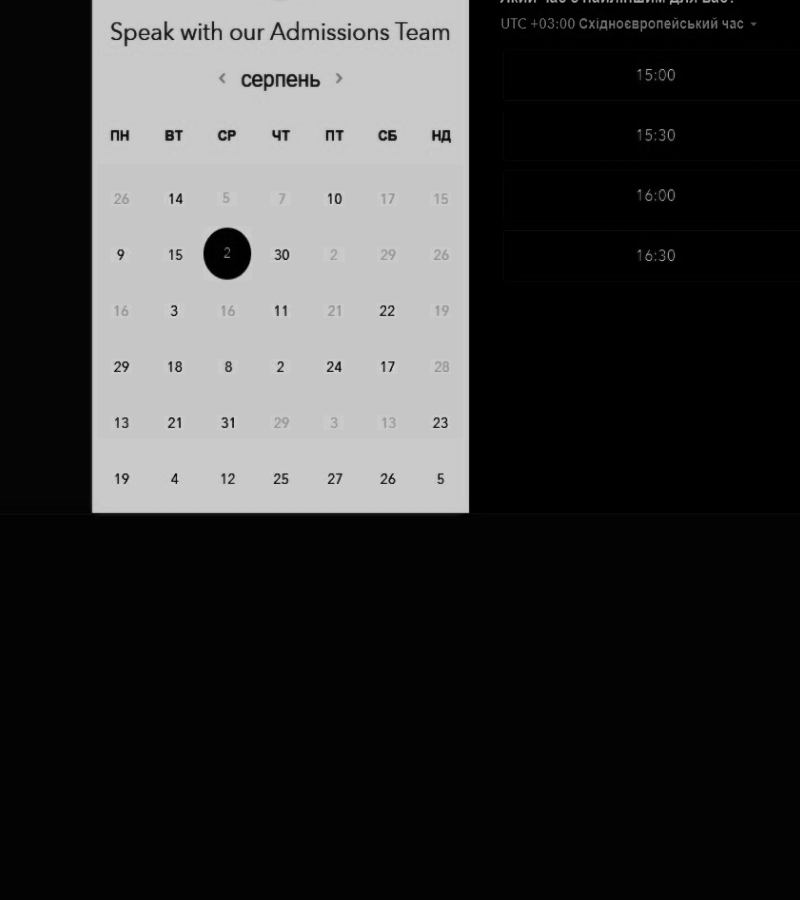 Speak with our Admissions Team
‹ серпень ›
ПН ВТ СР ЧТ ПТ СБ НД
26 14 5 7 10 17 15
9 15 2 30 2 29 26
16 3 16 11 21 22 19
29 18 8 2 24 17 28
13 21 31 29 3 13 23
19 4 12 25 27 26 5
UTC +03:00 Східноєвропейський час
15:00
15:30
16:00
16:30